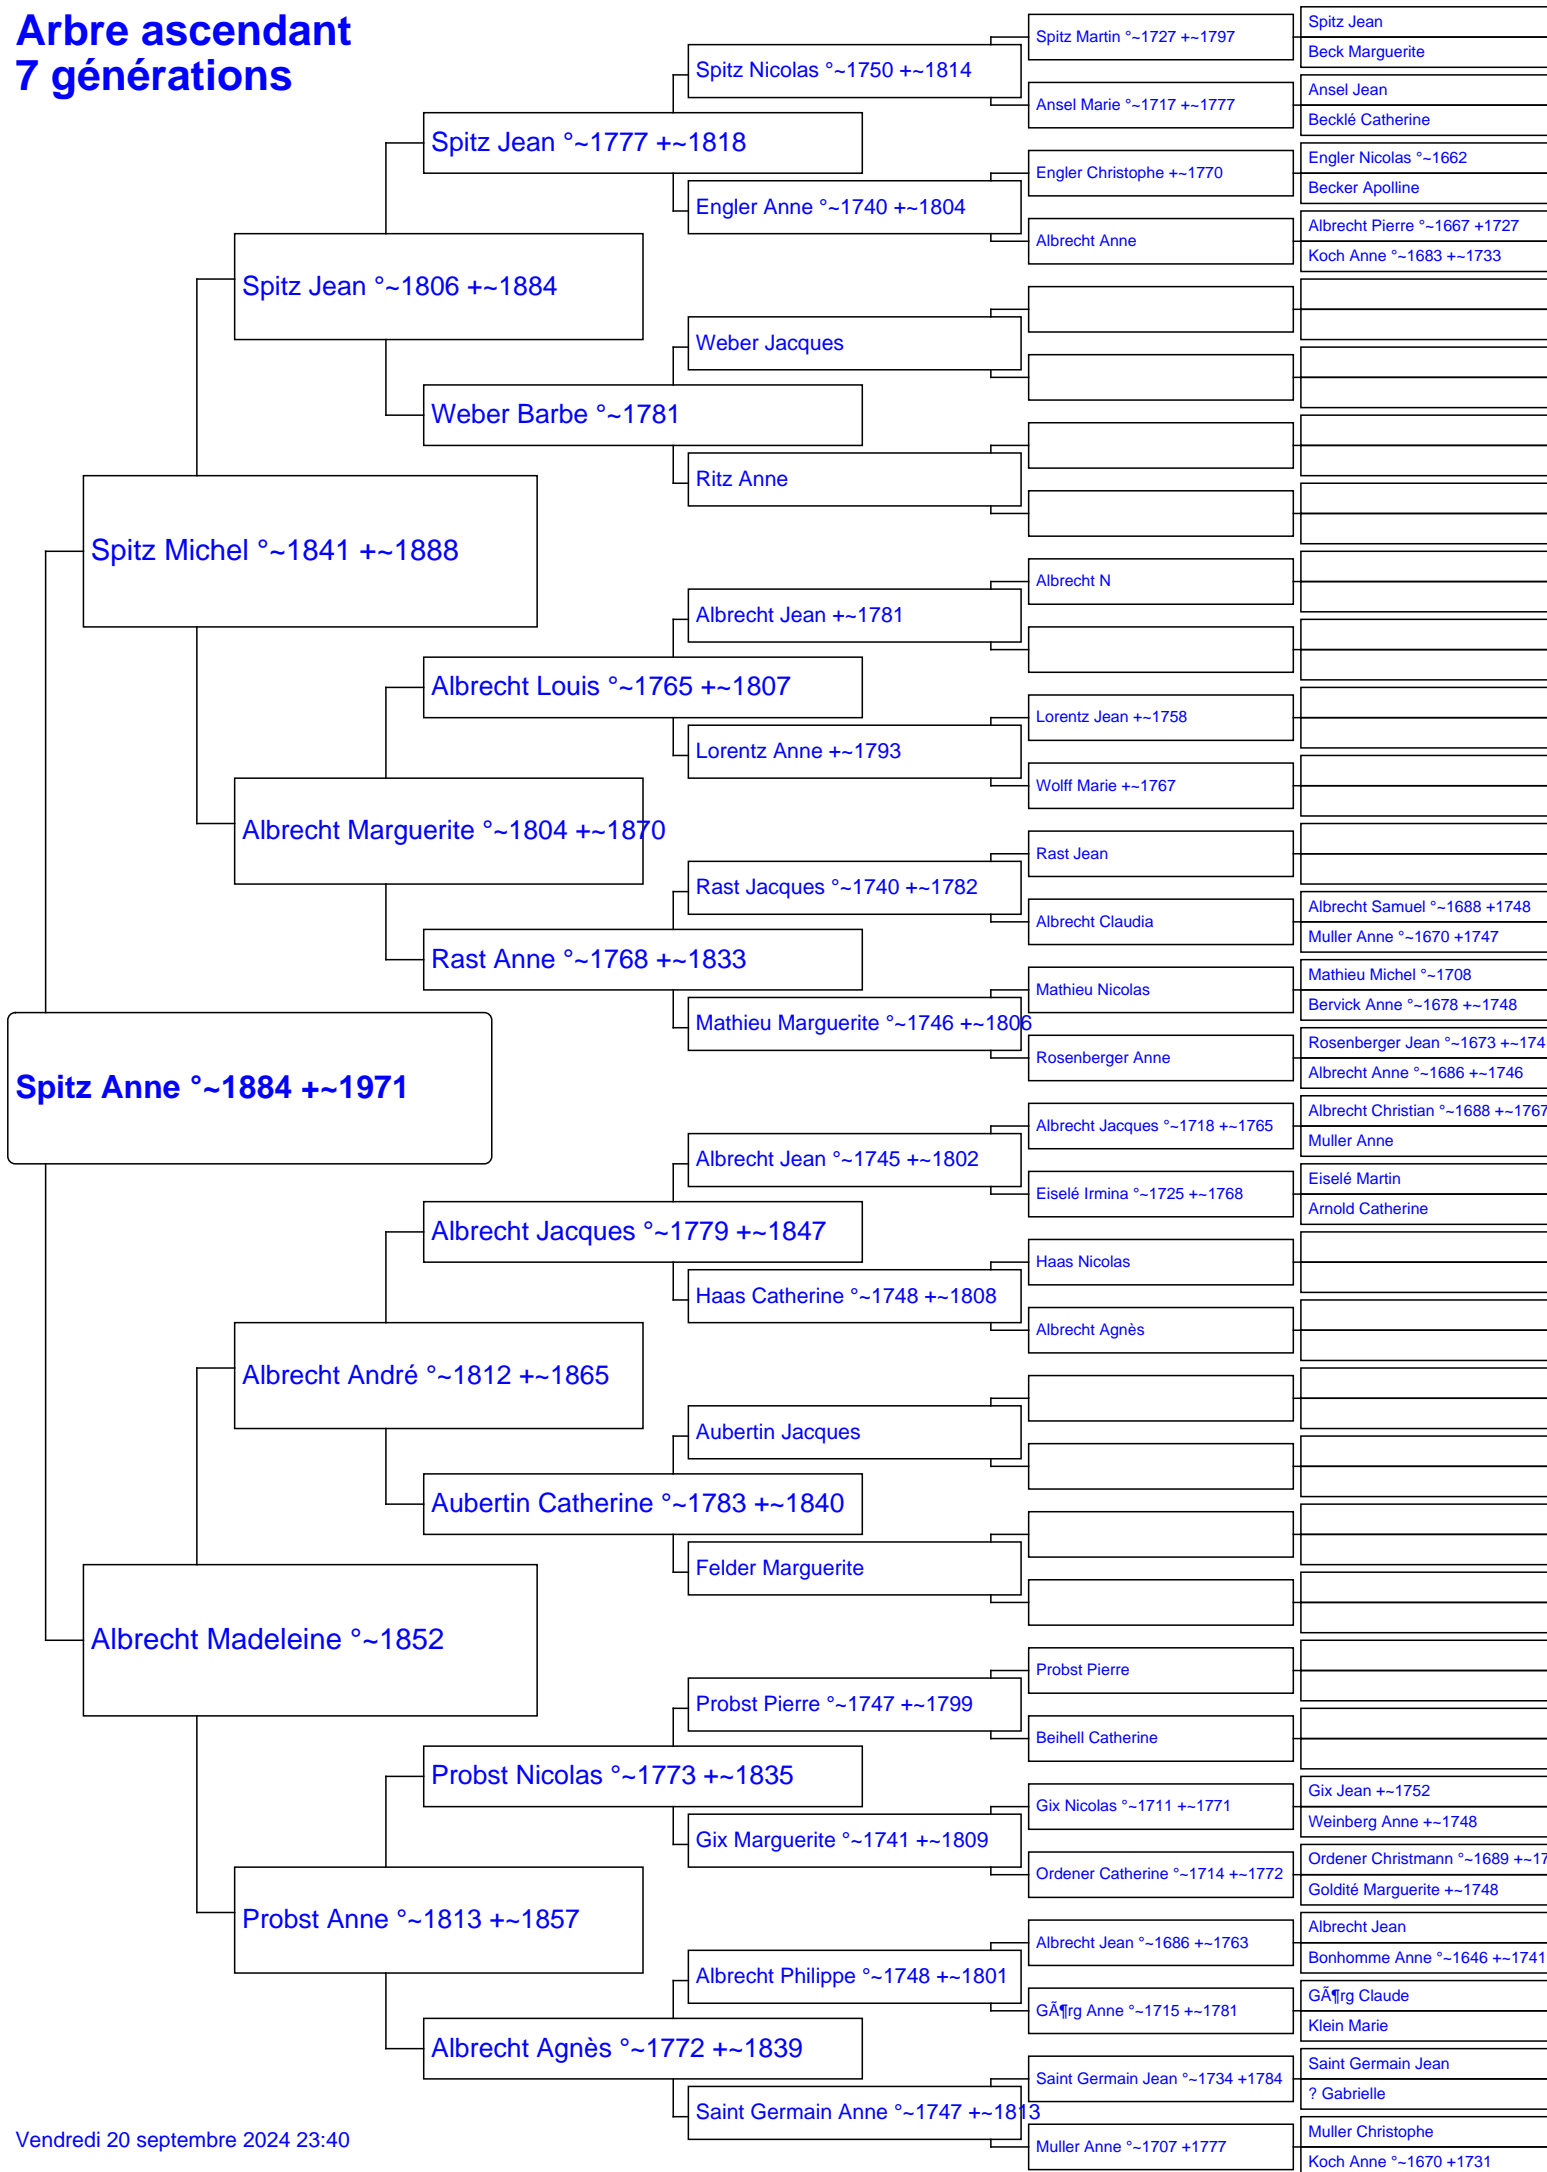 Arbre ascendant
7 générations
Spitz Anne °~1884 +~1971
Spitz Michel °~1841 +~1888
Albrecht Madeleine °~1852
Spitz Jean °~1806 +~1884
Albrecht Marguerite °~1804 +~1870
Albrecht André °~1812 +~1865
Probst Anne °~1813 +~1857
Spitz Jean °~1777 +~1818
Weber Barbe °~1781
Albrecht Louis °~1765 +~1807
Rast Anne °~1768 +~1833
Albrecht Jacques °~1779 +~1847
Aubertin Catherine °~1783 +~1840
Probst Nicolas °~1773 +~1835
Albrecht Agnès °~1772 +~1839
Spitz Nicolas °~1750 +~1814
Engler Anne °~1740 +~1804
Weber Jacques
Ritz Anne
Albrecht Jean +~1781
Lorentz Anne +~1793
Rast Jacques °~1740 +~1782
Mathieu Marguerite °~1746 +~1806
Albrecht Jean °~1745 +~1802
Haas Catherine °~1748 +~1808
Aubertin Jacques
Felder Marguerite
Probst Pierre °~1747 +~1799
Gix Marguerite °~1741 +~1809
Albrecht Philippe °~1748 +~1801
Saint Germain Anne °~1747 +~1813
Spitz Martin °~1727 +~1797
Ansel Marie °~1717 +~1777
Engler Christophe +~1770
Albrecht Anne
Albrecht N
Lorentz Jean +~1758
Wolff Marie +~1767
Rast Jean
Albrecht Claudia
Mathieu Nicolas
Rosenberger Anne
Albrecht Jacques °~1718 +~1765
Eiselé Irmina °~1725 +~1768
Haas Nicolas
Albrecht Agnès
Probst Pierre
Beihell Catherine
Gix Nicolas °~1711 +~1771
Ordener Catherine °~1714 +~1772
Albrecht Jean °~1686 +~1763
GÃ¶rg Anne °~1715 +~1781
Saint Germain Jean °~1734 +1784
Muller Anne °~1707 +1777
Spitz Jean
Beck Marguerite
Ansel Jean
Becklé Catherine
Engler Nicolas °~1662
Becker Apolline
Albrecht Pierre °~1667 +1727
Koch Anne °~1683 +~1733
Albrecht Samuel °~1688 +1748
Muller Anne °~1670 +1747
Mathieu Michel °~1708
Bervick Anne °~1678 +~1748
Rosenberger Jean °~1673 +~174
Albrecht Anne °~1686 +~1746
Albrecht Christian °~1688 +~1767
Muller Anne
Eiselé Martin
Arnold Catherine
Gix Jean +~1752
Weinberg Anne +~1748
Ordener Christmann °~1689 +~17
Goldité Marguerite +~1748
Albrecht Jean
Bonhomme Anne °~1646 +~1741
GÃ¶rg Claude
Klein Marie
Saint Germain Jean
? Gabrielle
Muller Christophe
Koch Anne °~1670 +1731
Vendredi 20 septembre 2024 23:40